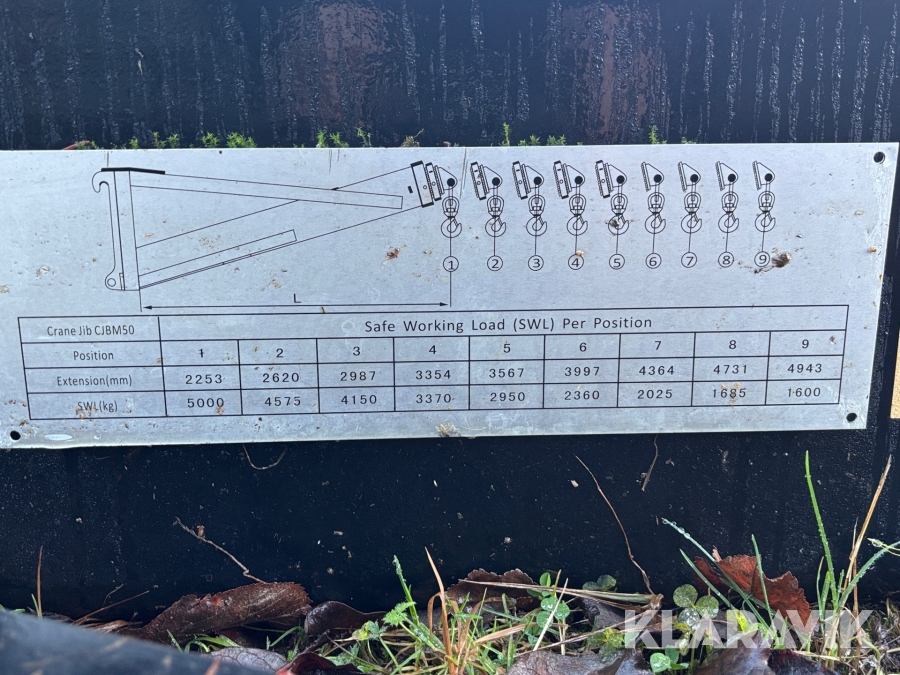 1 2 3 4 5 6 7 8 9
L
Crane Jib CJBM50 Safe Working Load (SWL) Per Position
Position 1 2 3 4 5 6 7 8 9
Extension(mm) 2253 2620 2987 3354 3567 3997 4364 4731 4943
SWL(kg) 5000 4575 4150 3370 2950 2360 2025 1685 1600
KLARAVIK